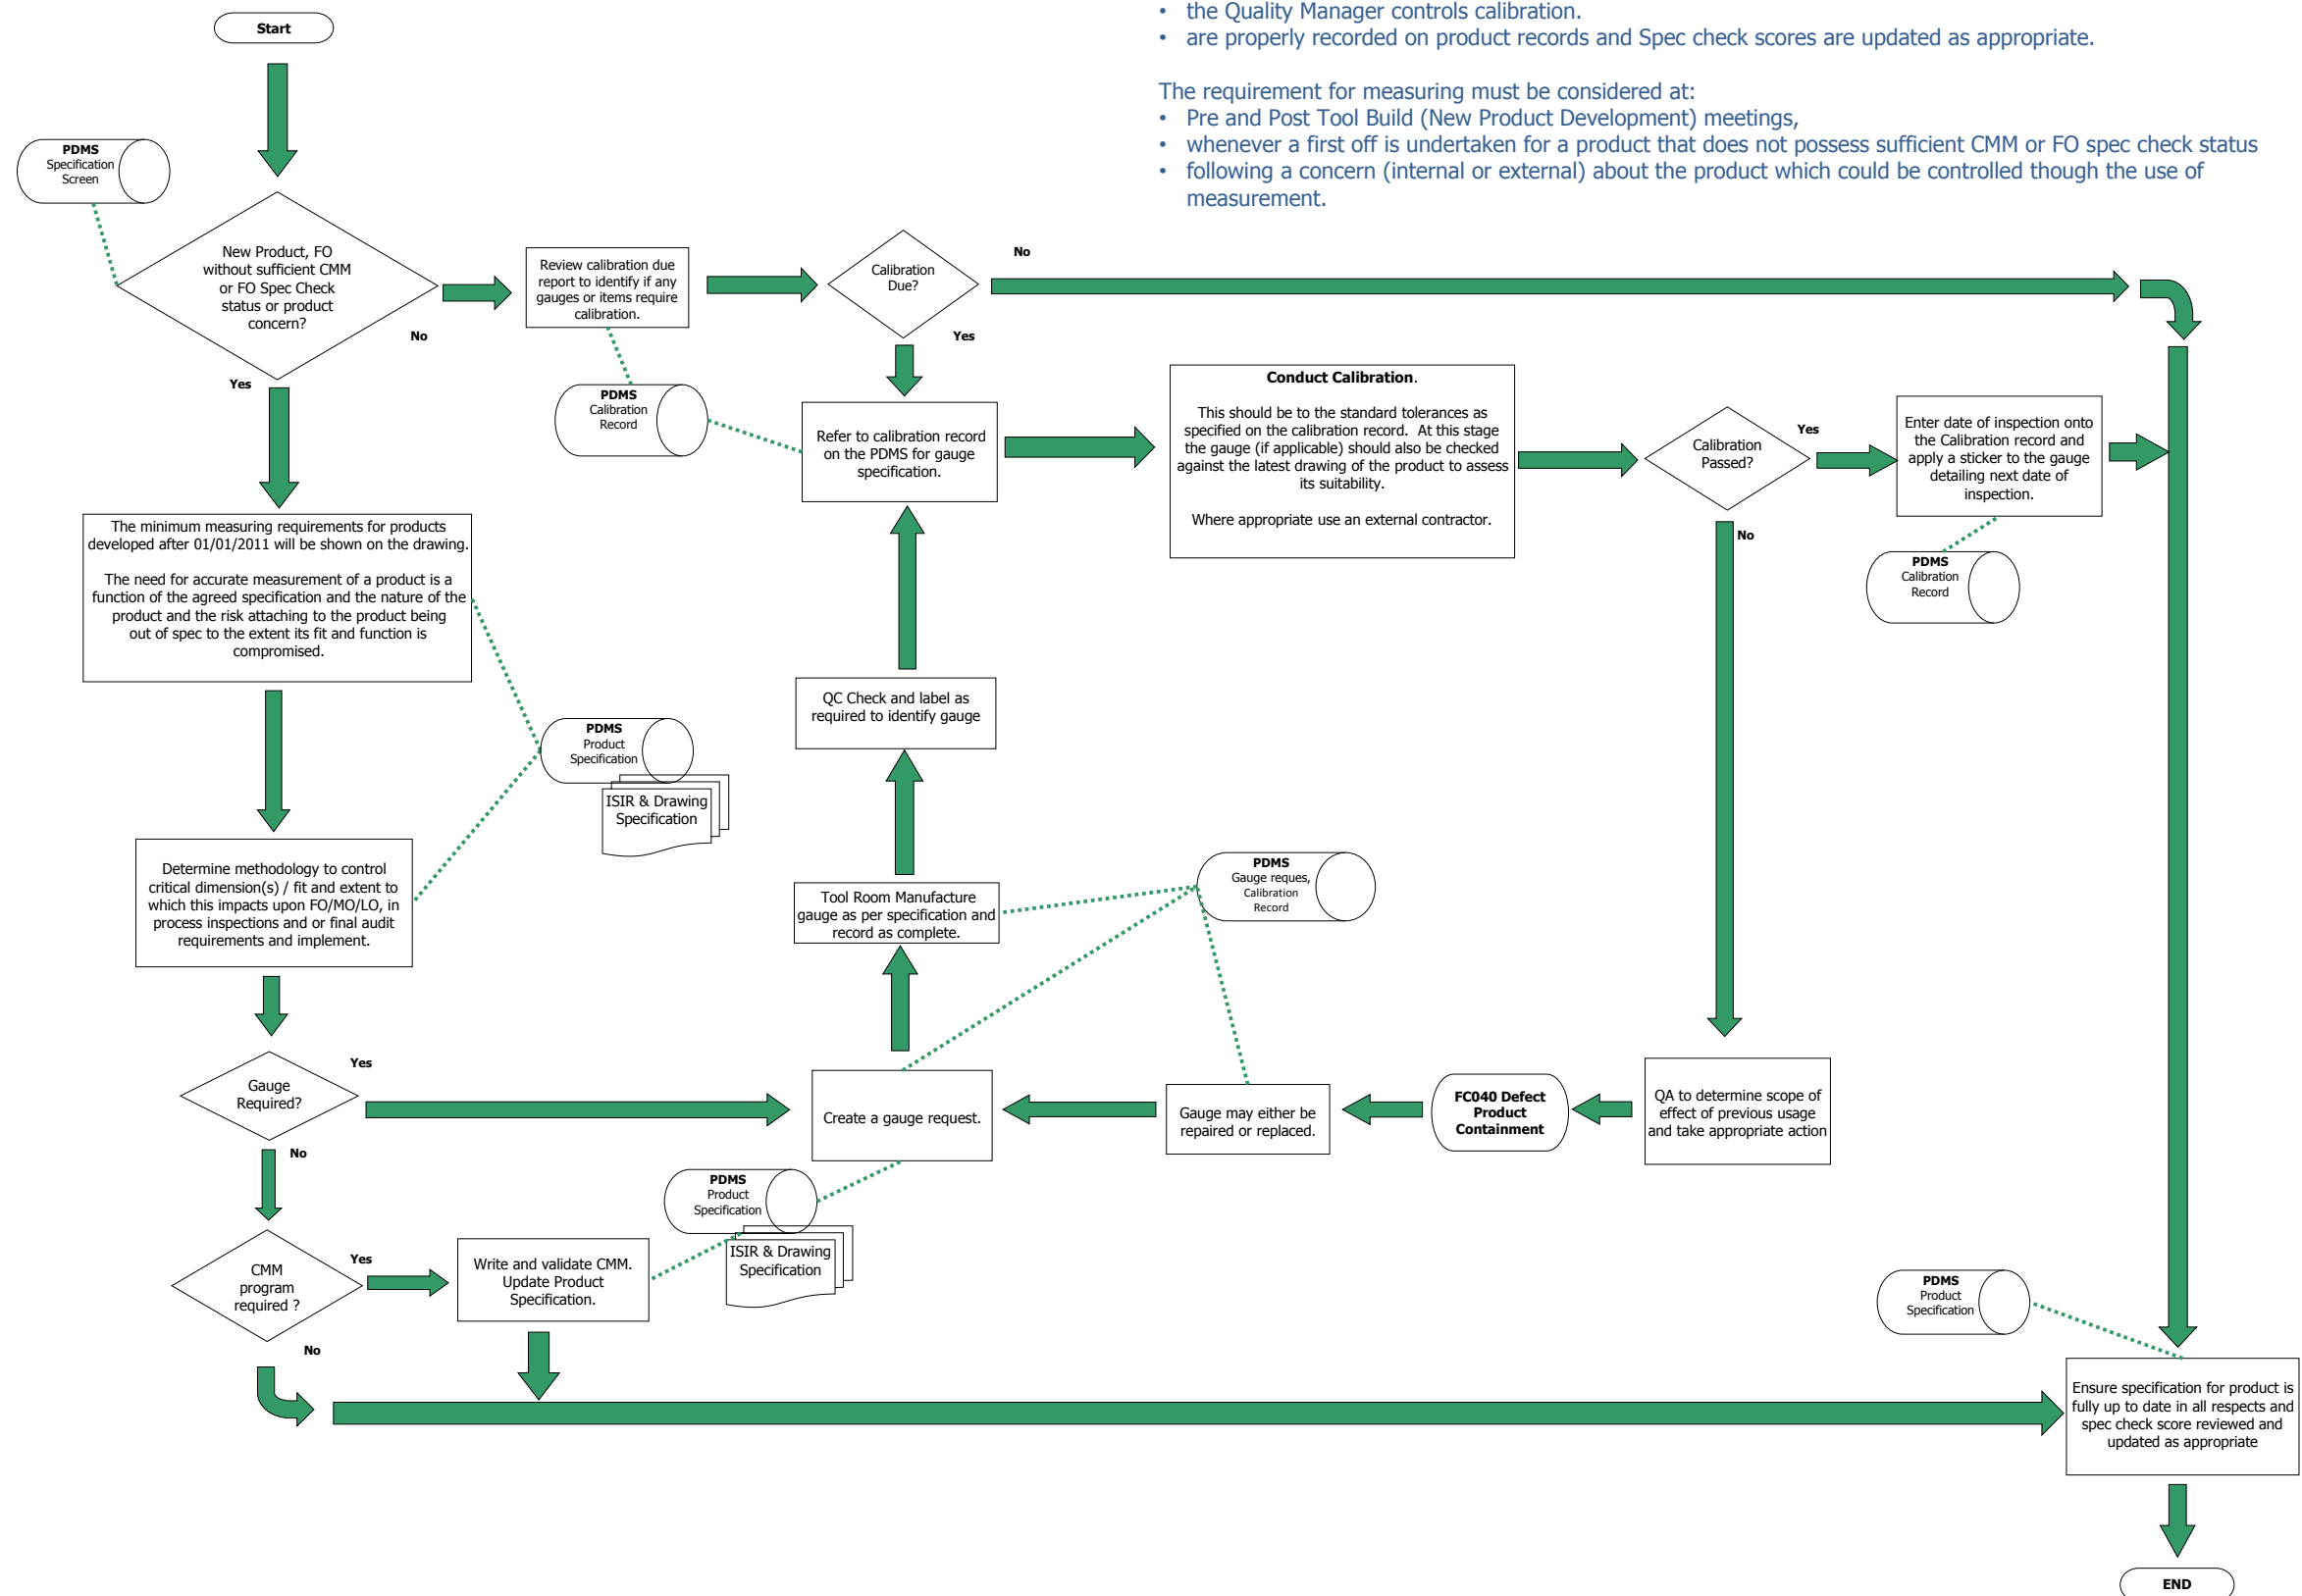 • the Quality Manager controls calibration.
• are properly recorded on product records and Spec check scores are updated as appropriate.
The requirement for measuring must be considered at:
• Pre and Post Tool Build (New Product Development) meetings,
• whenever a first off is undertaken for a product that does not possess sufficient CMM or FO spec check status
• following a concern (internal or external) about the product which could be controlled though the use of
measurement.
Start
PDMS
Specification
Screen
New Product, FO
without sufficient CMM
or FO Spec Check
status or product
concern?
No
Yes
Review calibration due
report to identify if any
gauges or items require
calibration.
Calibration
Due?
No
Yes
PDMS
Calibration
Record
Refer to calibration record
on the PDMS for gauge
specification.
Conduct Calibration.
This should be to the standard tolerances as
specified on the calibration record. At this stage
the gauge (if applicable) should also be checked
against the latest drawing of the product to assess
its suitability.
Where appropriate use an external contractor.
Calibration
Passed?
Yes
No
Enter date of inspection onto
the Calibration record and
apply a sticker to the gauge
detailing next date of
inspection.
PDMS
Calibration
Record
The minimum measuring requirements for products
developed after 01/01/2011 will be shown on the drawing.
The need for accurate measurement of a product is a
function of the agreed specification and the nature of the
product and the risk attaching to the product being
out of spec to the extent its fit and function is
compromised.
QC Check and label as
required to identify gauge
PDMS
Product
Specification
ISIR & Drawing
Specification
Determine methodology to control
critical dimension(s) / fit and extent to
which this impacts upon FO/MO/LO, in
process inspections and or final audit
requirements and implement.
Tool Room Manufacture
gauge as per specification and
record as complete.
PDMS
Gauge reques,
Calibration
Record
Gauge
Required?
Yes
No
Create a gauge request.
Gauge may either be
repaired or replaced.
FC040 Defect
Product
Containment
QA to determine scope of
effect of previous usage
and take appropriate action
PDMS
Product
Specification
ISIR & Drawing
Specification
CMM
program
required ?
Yes
No
Write and validate CMM.
Update Product
Specification.
PDMS
Product
Specification
Ensure specification for product is
fully up to date in all respects and
spec check score reviewed and
updated as appropriate
END